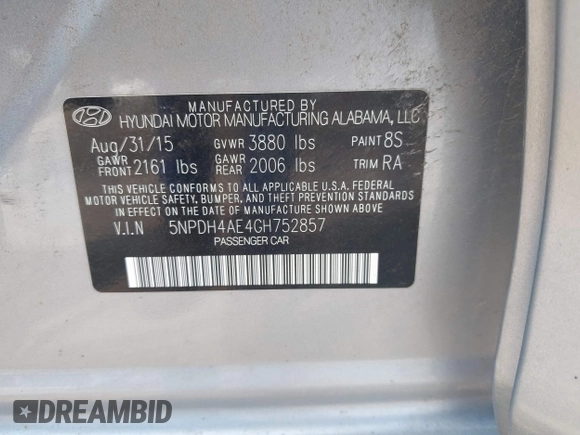 MANUFACTURED BY
HYUNDAI MOTOR MANUFACTURING ALABAMA, LLC
Aug/31/15 GVWR 3880 lbs PAINT 8S
GAWR FRONT 2161 lbs GAWR REAR 2006 lbs TRIM RA
THIS VEHICLE CONFORMS TO ALL APPLICABLE U.S.A. FEDERAL
MOTOR VEHICLE SAFETY, BUMPER, AND THEFT PREVENTION STANDARDS
IN EFFECT ON THE DATE OF MANUFACTURE SHOWN ABOVE.
V.I.N 5NPDH4AE4GH752857
PASSENGER CAR
DREAMBID